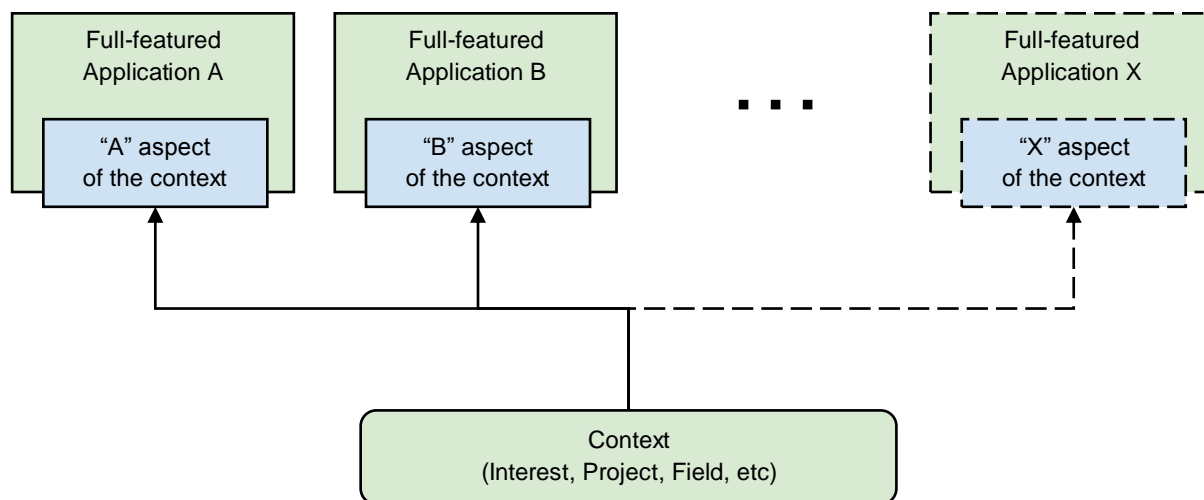 Full-featured
Application A
“A” aspect
of the context
Full-featured
Application B
“B” aspect
of the context
. . .
Full-featured
Application X
“X” aspect
of the context
Context
(Interest, Project, Field, etc)